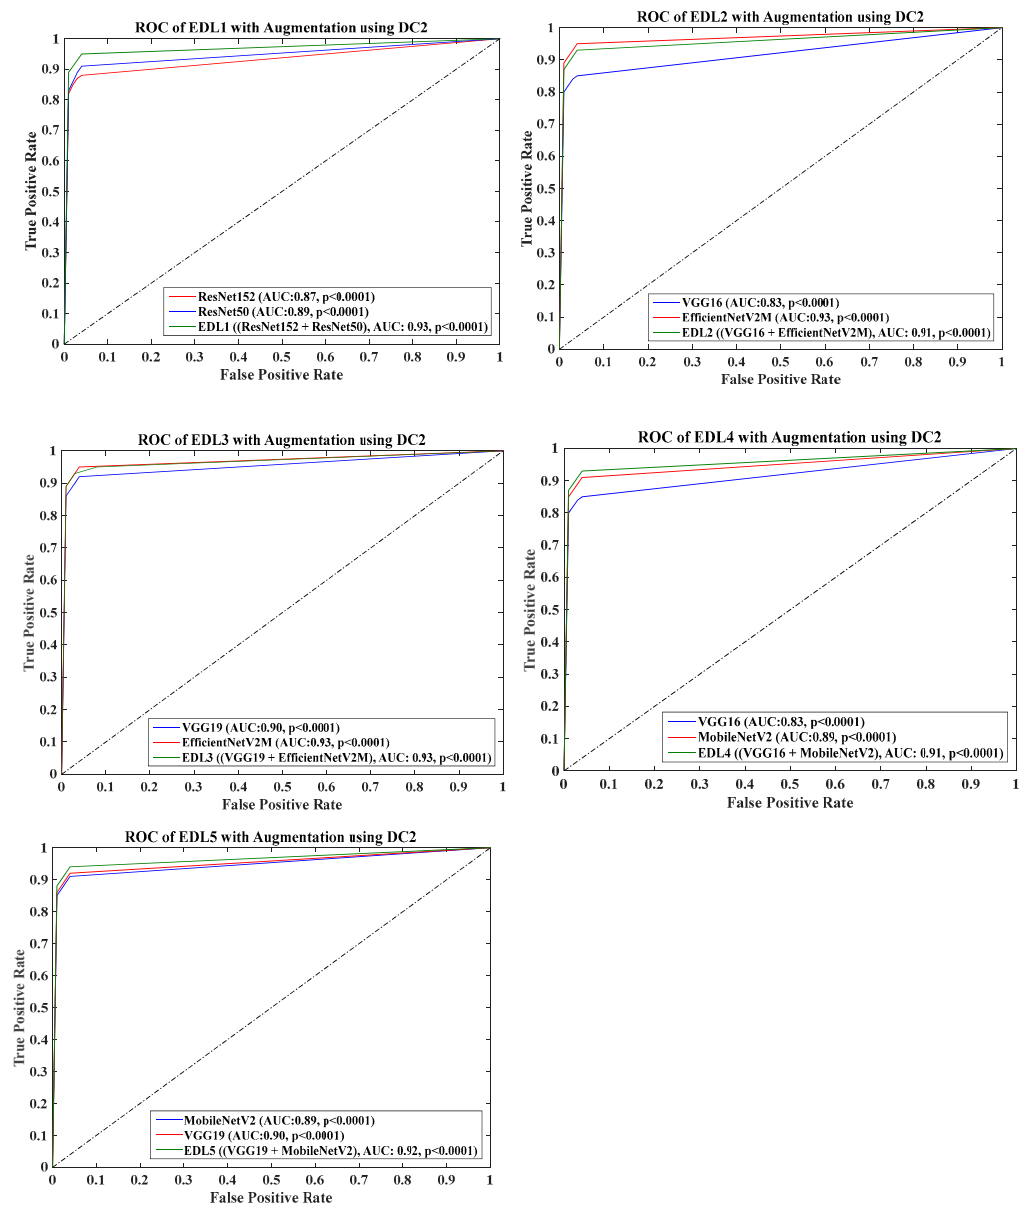 ROC of EDL1 with Augmentation using DC2
1
0.9
0.8
0.7
0.6
0.5
0.4
0.3
0.2
0.1
0
True Positive Rate
ResNet152 (AUC:0.87, p<0.0001)
ResNet50 (AUC:0.89, p<0.0001)
EDL1 ((ResNet152 + ResNet50), AUC: 0.93, p<0.0001)
0 0.1 0.2 0.3 0.4 0.5 0.6 0.7 0.8 0.9 1
False Positive Rate
ROC of EDL2 with Augmentation using DC2
1
0.9
0.8
0.7
0.6
0.5
0.4
0.3
0.2
0.1
0
True Positive Rate
VGG16 (AUC:0.83, p<0.0001)
EfficientNetV2M (AUC:0.93, p<0.0001)
EDL2 ((VGG16 + EfficientNetV2M), AUC: 0.91, p<0.0001)
0 0.1 0.2 0.3 0.4 0.5 0.6 0.7 0.8 0.9 1
False Positive Rate
ROC of EDL3 with Augmentation using DC2
1
0.9
0.8
0.7
0.6
0.5
0.4
0.3
0.2
0.1
0
True Positive Rate
VGG19 (AUC:0.90, p<0.0001)
EfficientNetV2M (AUC:0.93, p<0.0001)
EDL3 ((VGG19 + EfficientNetV2M), AUC: 0.93, p<0.0001)
0 0.1 0.2 0.3 0.4 0.5 0.6 0.7 0.8 0.9 1
False Positive Rate
ROC of EDL4 with Augmentation using DC2
1
0.9
0.8
0.7
0.6
0.5
0.4
0.3
0.2
0.1
0
True Positive Rate
VGG16 (AUC:0.83, p<0.0001)
MobileNetV2 (AUC:0.89, p<0.0001)
EDL4 ((VGG16 + MobileNetV2), AUC: 0.91, p<0.0001)
0 0.1 0.2 0.3 0.4 0.5 0.6 0.7 0.8 0.9 1
False Positive Rate
ROC of EDL5 with Augmentation using DC2
1
0.9
0.8
0.7
0.6
0.5
0.4
0.3
0.2
0.1
0
True Positive Rate
MobileNetV2 (AUC:0.89, p<0.0001)
VGG19 (AUC:0.90, p<0.0001)
EDL5 ((VGG19 + MobileNetV2), AUC: 0.92, p<0.0001)
0 0.1 0.2 0.3 0.4 0.5 0.6 0.7 0.8 0.9 1
False Positive Rate